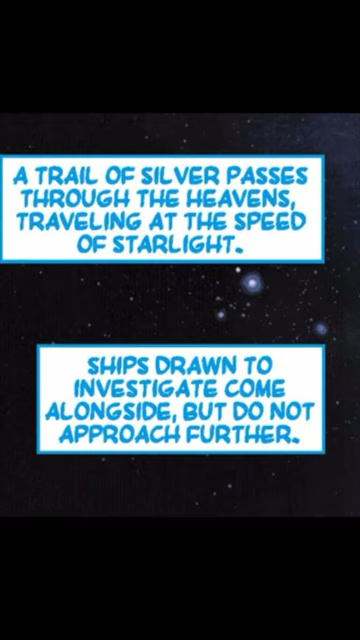 A TRAIL OF SILVER PASSES
THROUGH THE HEAVENS,
TRAVELING AT THE SPEED
OF STARLIGHT.
SHIPS DRAWN TO
INVESTIGATE COME
ALONGSIDE, BUT DO NOT
APPROACH FURTHER.